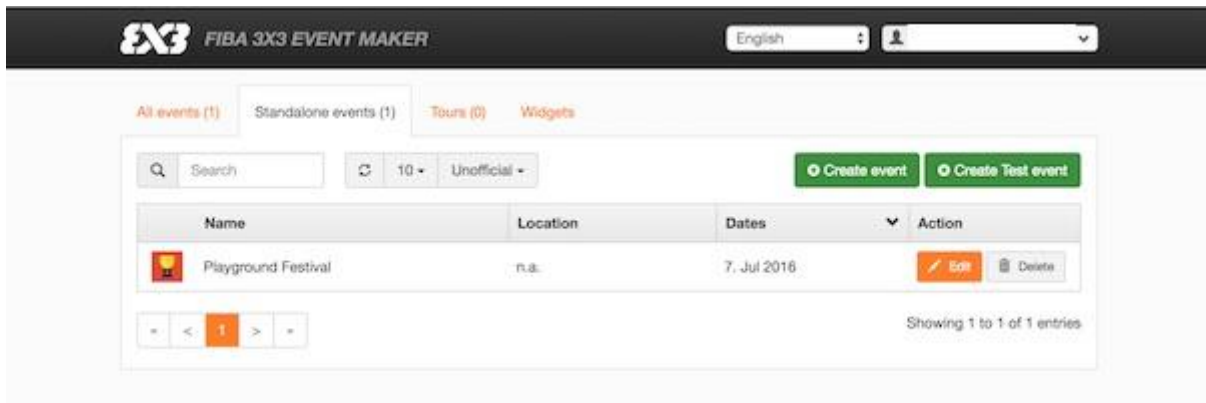 3X3 FIBA 3X3 EVENT MAKER English
All events (1) Standalone events (1) Tours (0) Widgets
Search 10 Unofficial Create event Create Test event
Name Location Dates Action
Playground Festival n.a. 7. Jul 2016 Edit Delete
« < 1 > » Showing 1 to 1 of 1 entries